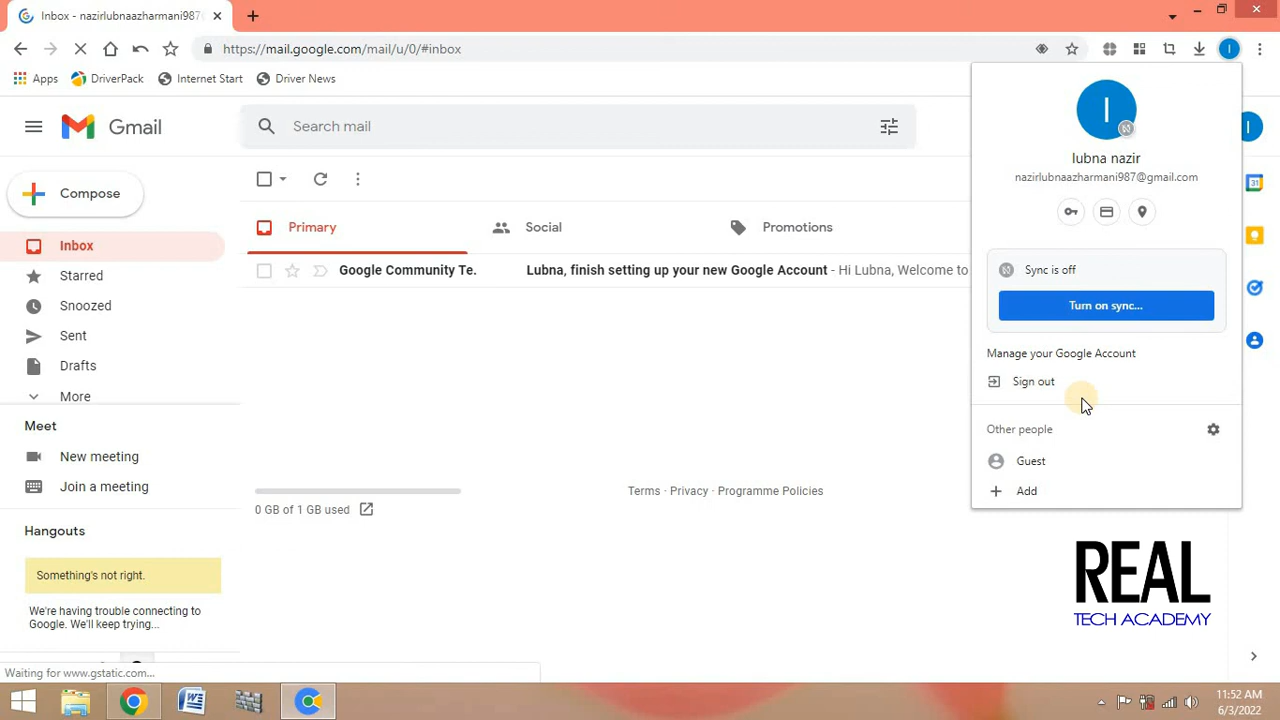 Inbox - nazirlubnaazharmani987@
https://mail.google.com/mail/u/0/#inbox
I
Apps
DriverPack
Internet Start
Driver News
Gmail
Search mail
I
I
lubna nazir
nazirlubnaazharmani987@gmail.com
Compose
Primary
Social
Promotions
31
Inbox
Google Community Te.
Lubna, finish setting up your new Google Account - Hi Lubna, Welcome to
Sync is off
Turn on sync...
Starred
Snoozed
Sent
Drafts
More
Manage your Google Account
Sign out
Other people
Guest
Add
Meet
New meeting
Join a meeting
Terms · Privacy · Programme Policies
0 GB of 1 GB used
Hangouts
Something's not right.
We're having trouble connecting to
Google. We'll keep trying...
REAL
TECH ACADEMY
Waiting for www.gstatic.com...
11:52 AM
6/3/2022